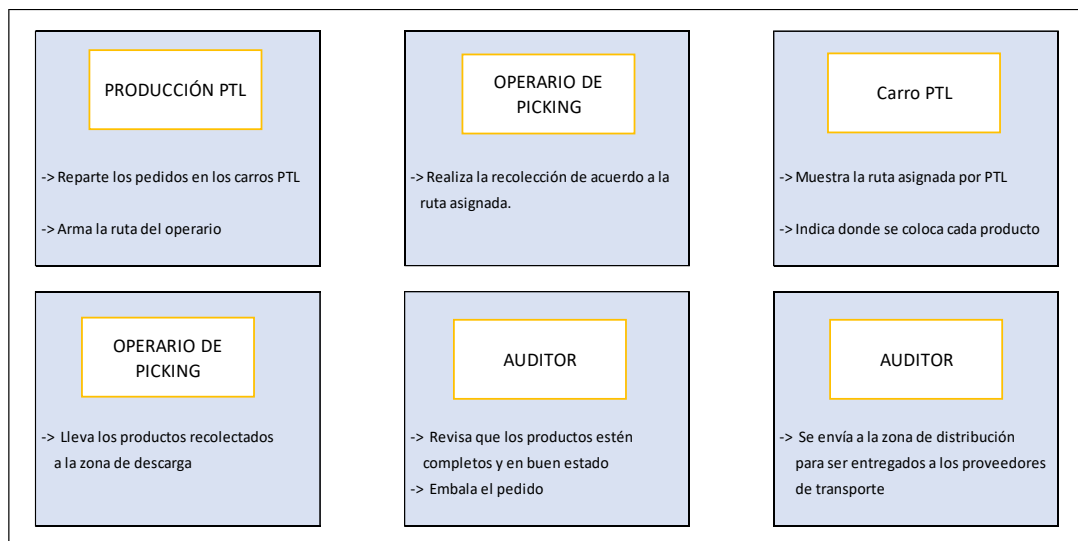 PRODUCCIÓN PTL
-> Reparte los pedidos en los carros PTL
-> Arma la ruta del operario
OPERARIO DE
PICKING
-> Realiza la recolección de acuerdo a la
ruta asignada.
Carro PTL
-> Muestra la ruta asignada por PTL
-> Indica donde se coloca cada producto
OPERARIO DE
PICKING
-> Lleva los productos recolectados
a la zona de descarga
AUDITOR
-> Revisa que los productos estén
completos y en buen estado
-> Embala el pedido
AUDITOR
-> Se envía a la zona de distribución
para ser entregados a los proveedores
de transporte